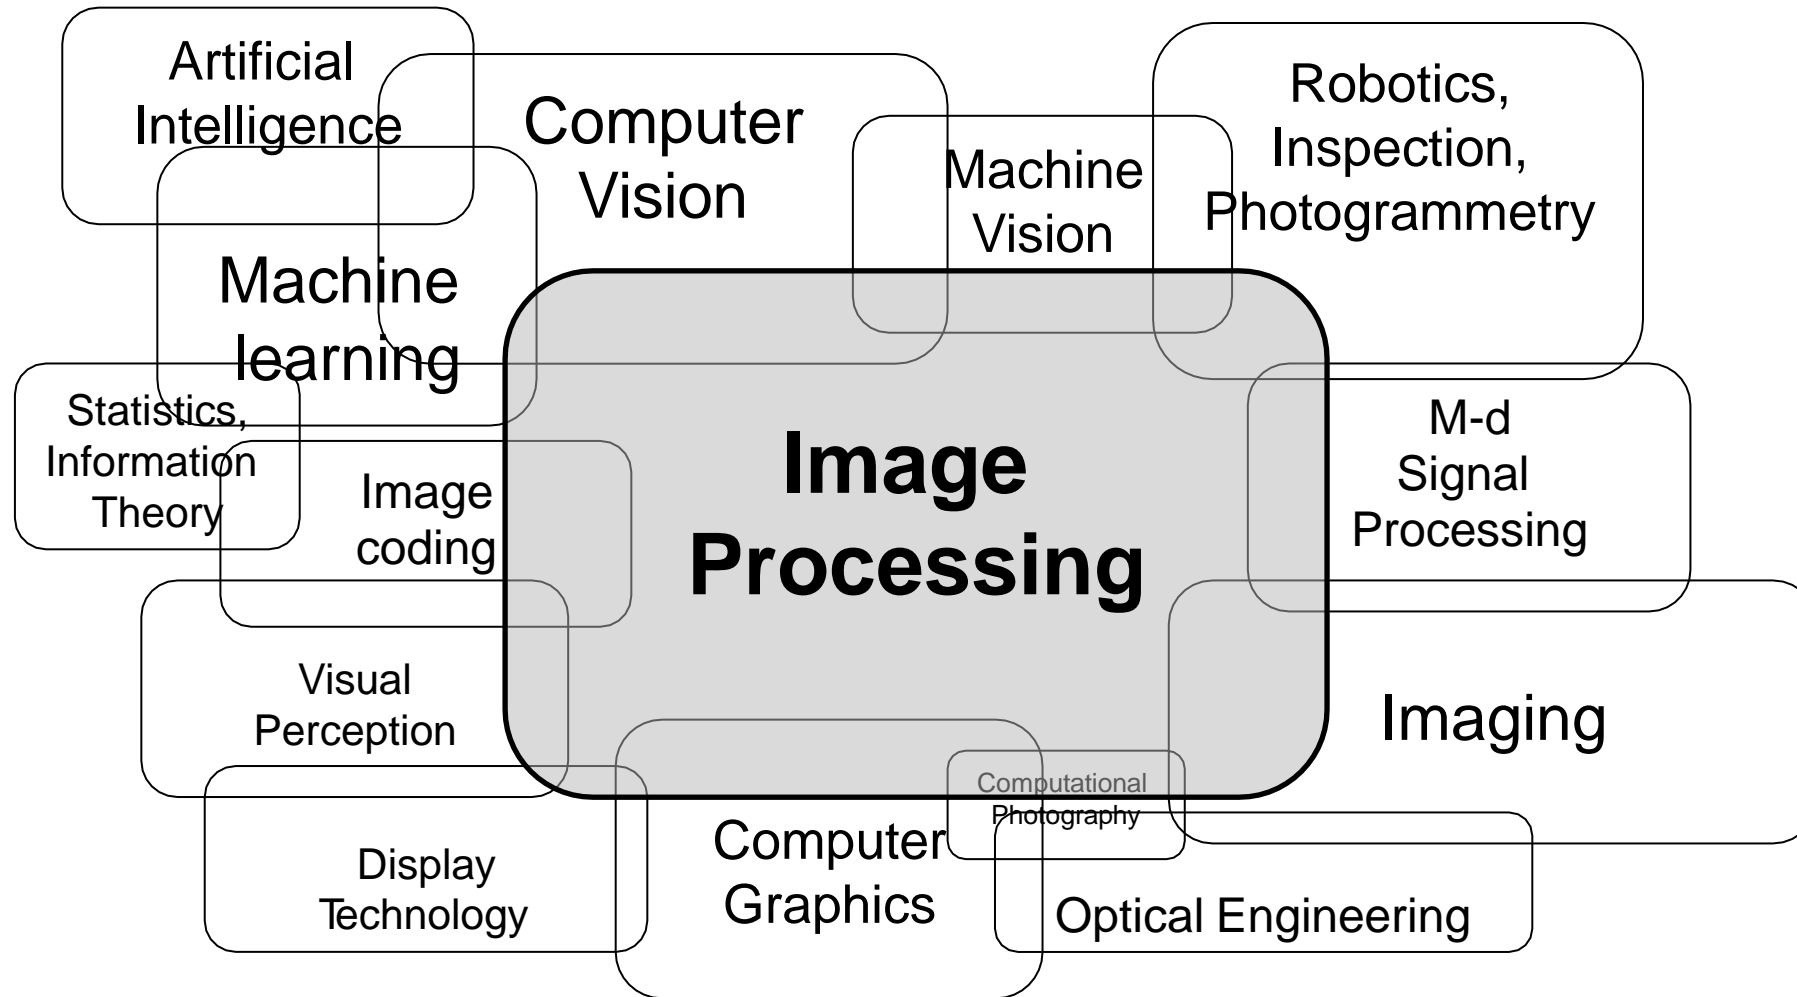 Artificial
Intelligence
Computer
Vision
Machine
Vision
Robotics,
Inspection,
Photogrammetry
Machine
learning
Statistics,
Information
Theory
Image
coding
Image
Processing
M-d
Signal
Processing
Visual
Perception
Imaging
Computational
Photography
Display
Technology
Computer
Graphics
Optical Engineering